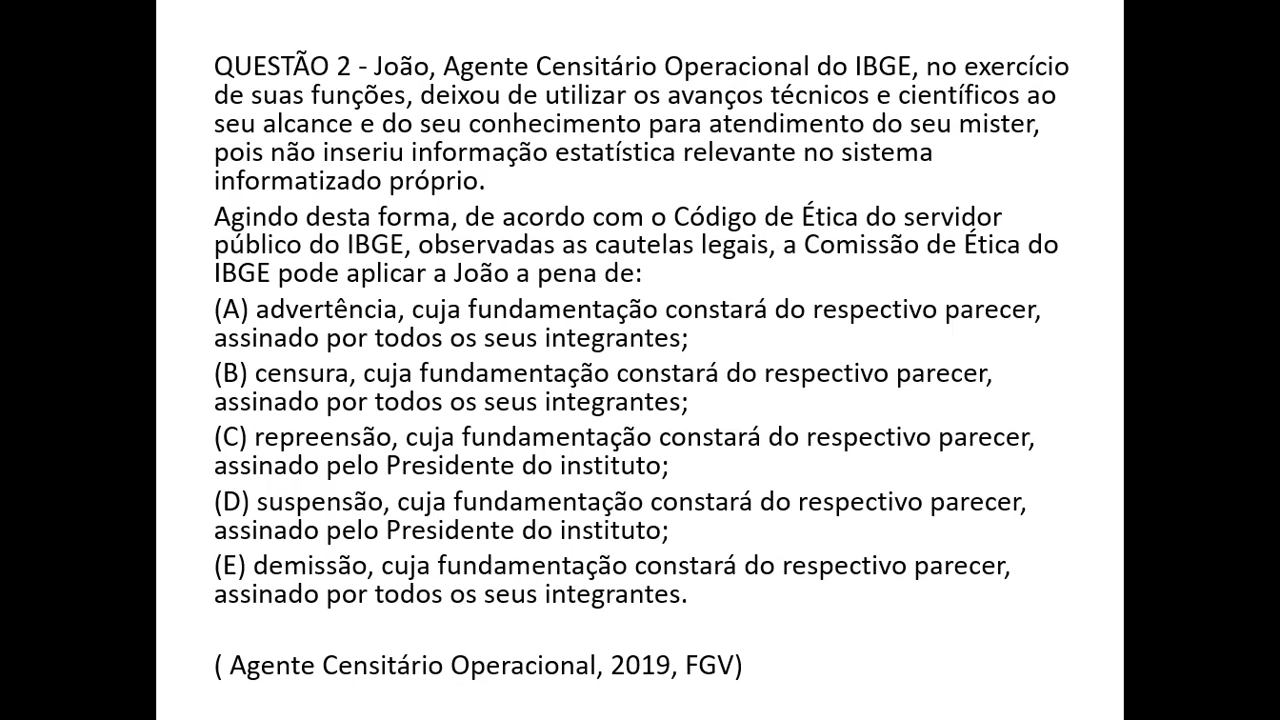 QUESTÃO 2 - João, Agente Censitário Operacional do IBGE, no exercício
de suas funções, deixou de utilizar os avanços técnicos e científicos ao
seu alcance e do seu conhecimento para atendimento do seu mister,
pois não inseriu informação estatística relevante no sistema
informatizado próprio.
Agindo desta forma, de acordo com o Código de Ética do servidor
público do IBGE, observadas as cautelas legais, a Comissão de Ética do
IBGE pode aplicar a João a pena de:
(A) advertência, cuja fundamentação constará do respectivo parecer,
assinado por todos os seus integrantes;
(B) censura, cuja fundamentação constará do respectivo parecer,
assinado por todos os seus integrantes;
(C) repreensão, cuja fundamentação constará do respectivo parecer,
assinado pelo Presidente do instituto;
(D) suspensão, cuja fundamentação constará do respectivo parecer,
assinado pelo Presidente do instituto;
(E) demissão, cuja fundamentação constará do respectivo parecer,
assinado por todos os seus integrantes.
( Agente Censitário Operacional, 2019, FGV)